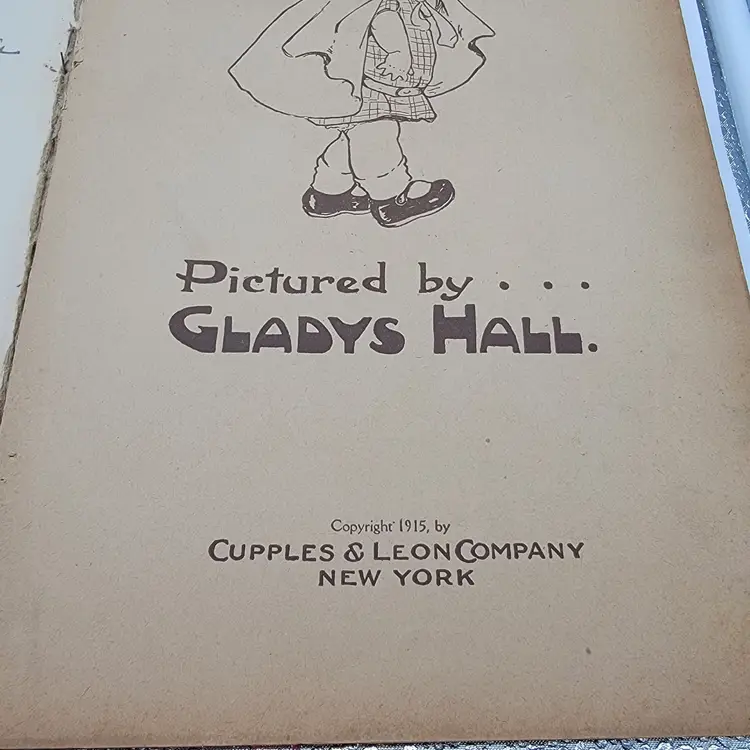 Pictured by . . .
GLADYS HALL.
Copyright 1915, by
CUPPLES & LEON COMPANY
NEW YORK